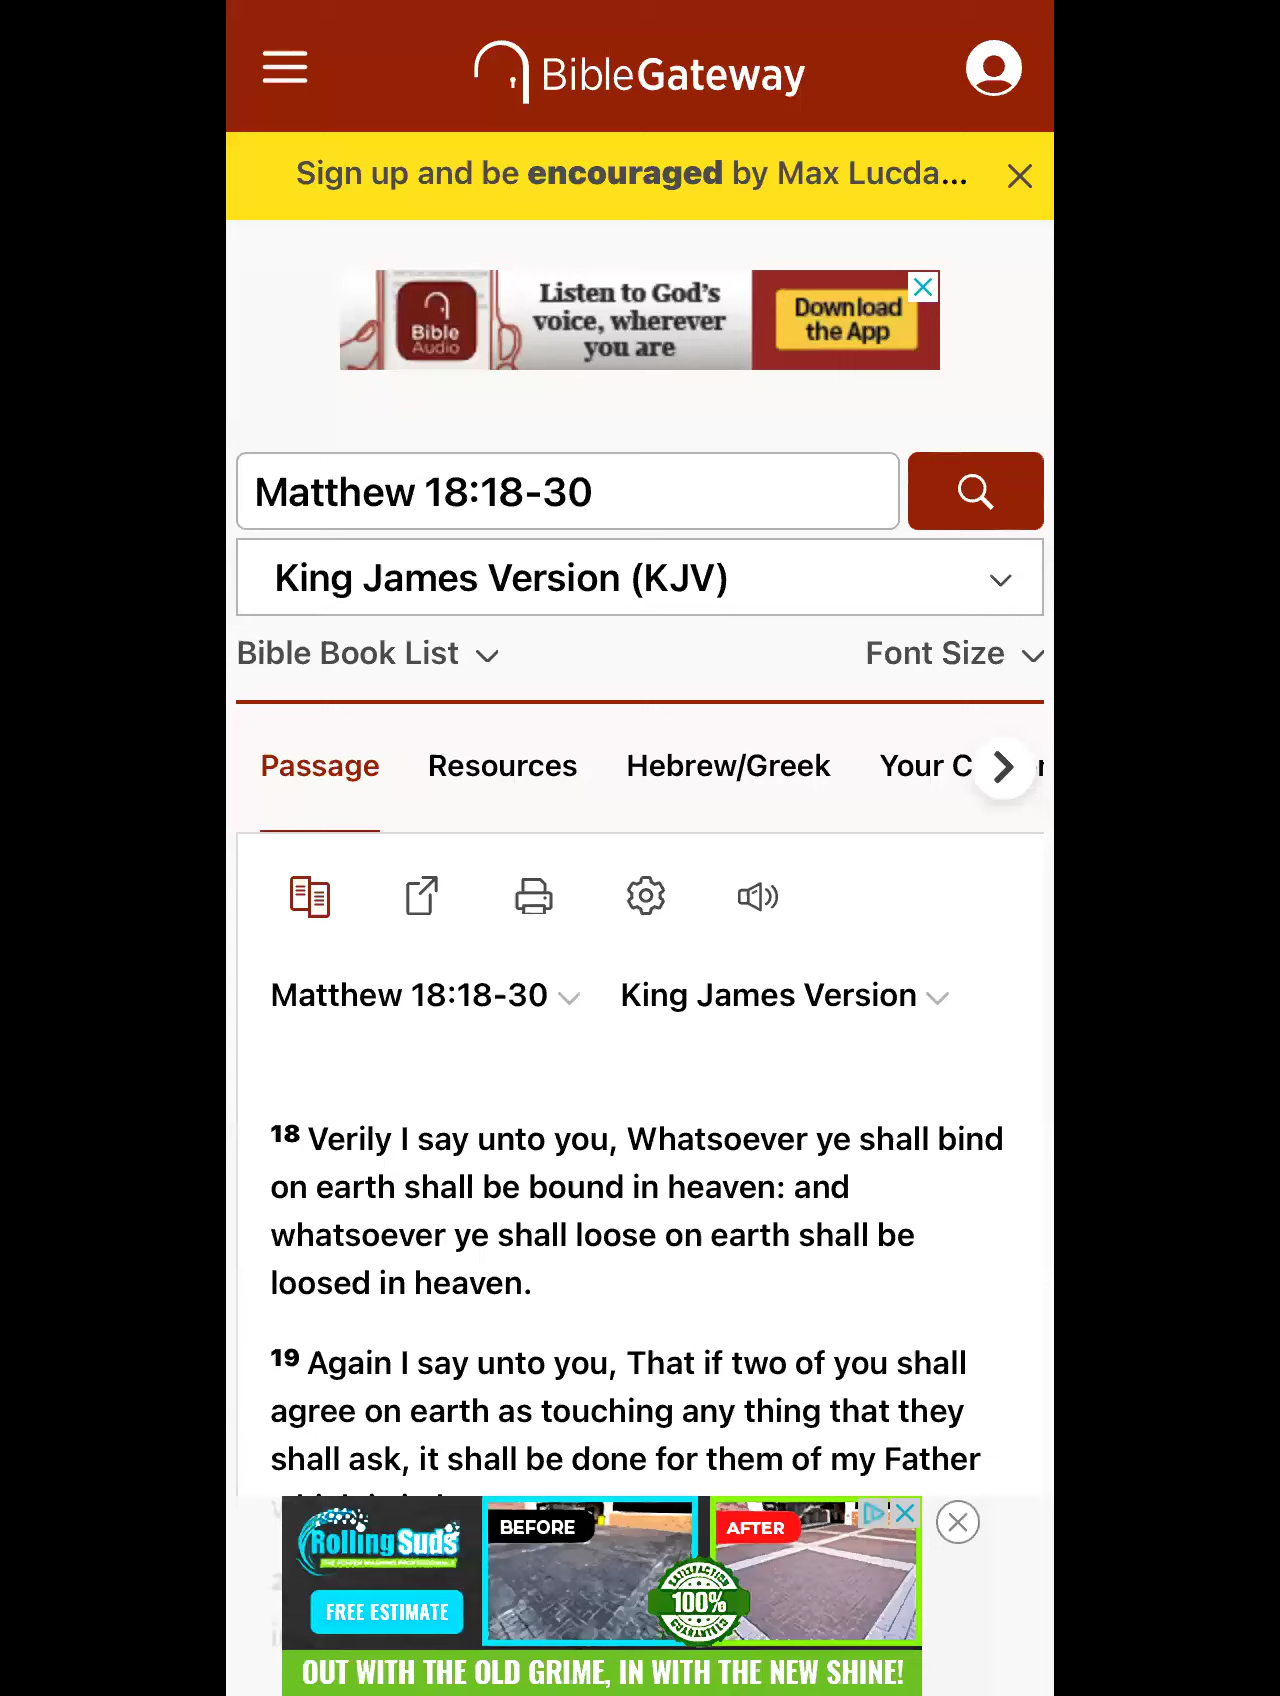 BibleGateway
Sign up and be encouraged by Max Lucda...
Bible
Audio
Listen to God's
voice, wherever
you are
Download
the App
Matthew 18:18-30
King James Version (KJV)
Bible Book List
Font Size
Passage Resources Hebrew/Greek Your C
Matthew 18:18-30 King James Version
18 Verily I say unto you, Whatsoever ye shall bind
on earth shall be bound in heaven: and
whatsoever ye shall loose on earth shall be
loosed in heaven.
19 Again I say unto you, That if two of you shall
agree on earth as touching any thing that they
shall ask, it shall be done for them of my Father
Rolling Suds
FREE ESTIMATE
BEFORE
AFTER
SATISFACTION
100%
GUARANTEED
OUT WITH THE OLD GRIME, IN WITH THE NEW SHINE!